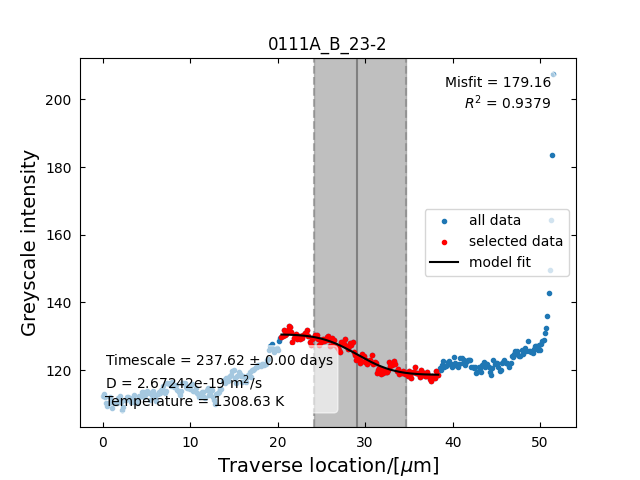 0111A_B_23-2
Misfit = 179.16
R² = 0.9379
Greyscale intensity
200
180
160
140
120
all data
selected data
model fit
Timescale = 237.62 ± 0.00 days
D = 2.67242e-19 m²/s
Temperature = 1308.63 K
0 10 20 30 40 50
Traverse location/[μm]